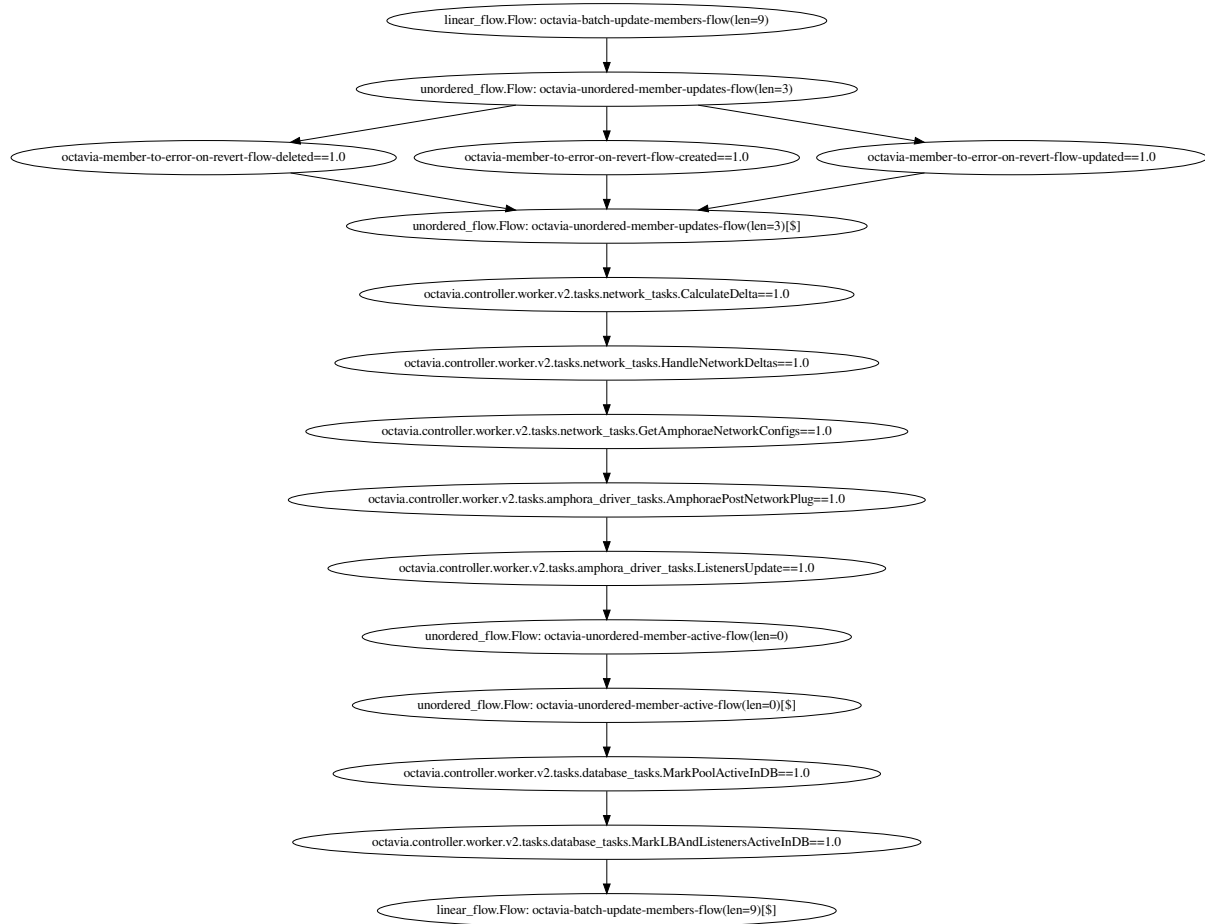 linear_flow.Flow: octavia-batch-update-members-flow(len=9)
unordered_flow.Flow: octavia-unordered-member-updates-flow(len=3)
octavia-member-to-error-on-revert-flow-deleted==1.0
octavia-member-to-error-on-revert-flow-created==1.0
octavia-member-to-error-on-revert-flow-updated==1.0
unordered_flow.Flow: octavia-unordered-member-updates-flow(len=3)[$]
octavia.controller.worker.v2.tasks.network_tasks.CalculateDelta==1.0
octavia.controller.worker.v2.tasks.network_tasks.HandleNetworkDeltas==1.0
octavia.controller.worker.v2.tasks.network_tasks.GetAmphoraeNetworkConfigs==1.0
octavia.controller.worker.v2.tasks.amphora_driver_tasks.AmphoraePostNetworkPlug==1.0
octavia.controller.worker.v2.tasks.amphora_driver_tasks.ListenersUpdate==1.0
unordered_flow.Flow: octavia-unordered-member-active-flow(len=0)
unordered_flow.Flow: octavia-unordered-member-active-flow(len=0)[$]
octavia.controller.worker.v2.tasks.database_tasks.MarkPoolActiveInDB==1.0
octavia.controller.worker.v2.tasks.database_tasks.MarkLBAndListenersActiveInDB==1.0
linear_flow.Flow: octavia-batch-update-members-flow(len=9)[$]